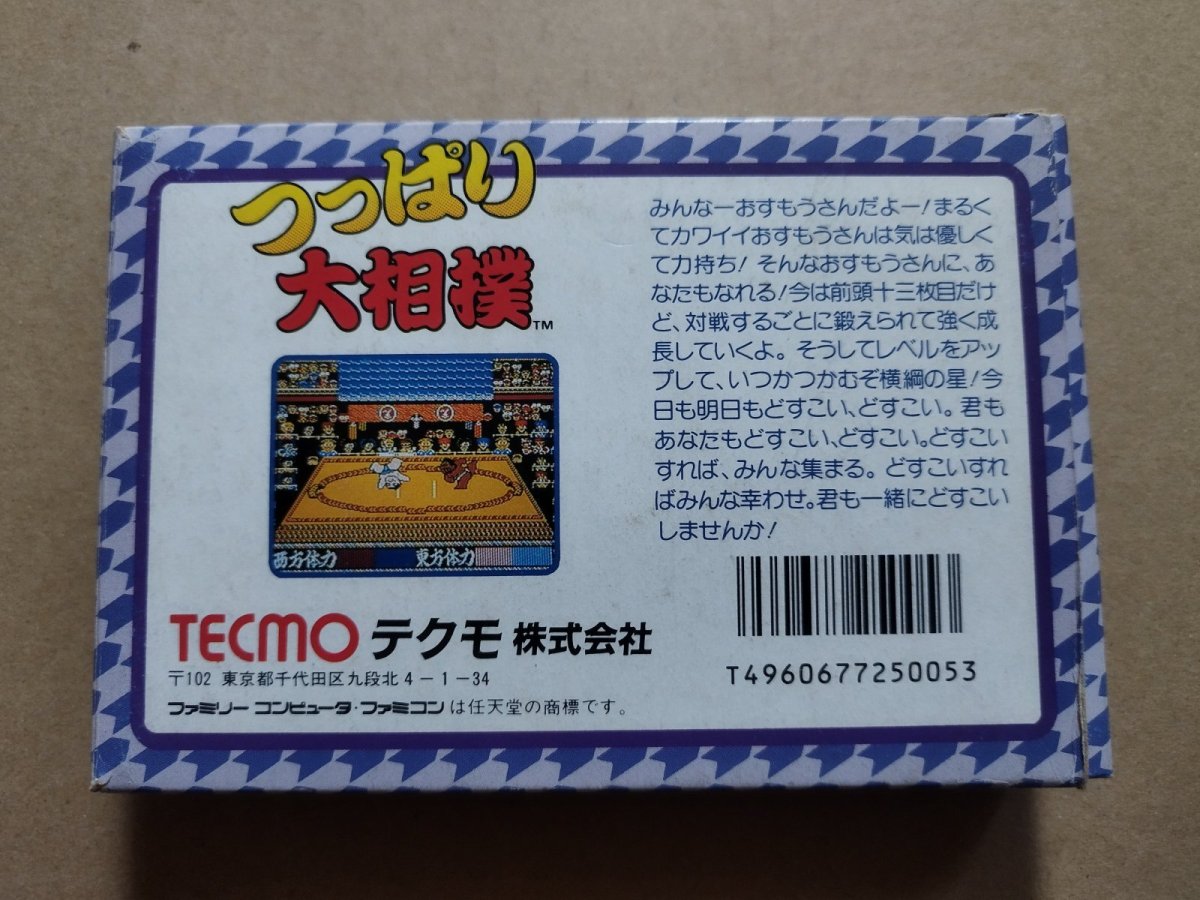 つっぱり
大相撲
TM
西方体力
東方体力
みんなーおすもうさんだよー!まるく
てカワイイおすもうさんは気は優しく
て力持ち! そんなおすもうさんに、あ
なたもなれる!今は前頭十三枚目だけ
ど、対戦するごとに鍛えられて強く成
長していくよ。そうしてレベルをアッ
プして、いつかつかむぞ横綱の星!今
日も明日もどすこい、どすこい。君も
あなたもどすこい、どすこい。どすこい
すれば、みんな集まる。どすこいすれ
ばみんな幸わせ。君も一緒にどすこい
しませんか!
TECMO テクモ 株式会社
〒102 東京都千代田区九段北4-1-34
ファミリー コンピュータ・ファミコン は任天堂の商標です。
T4960677250053